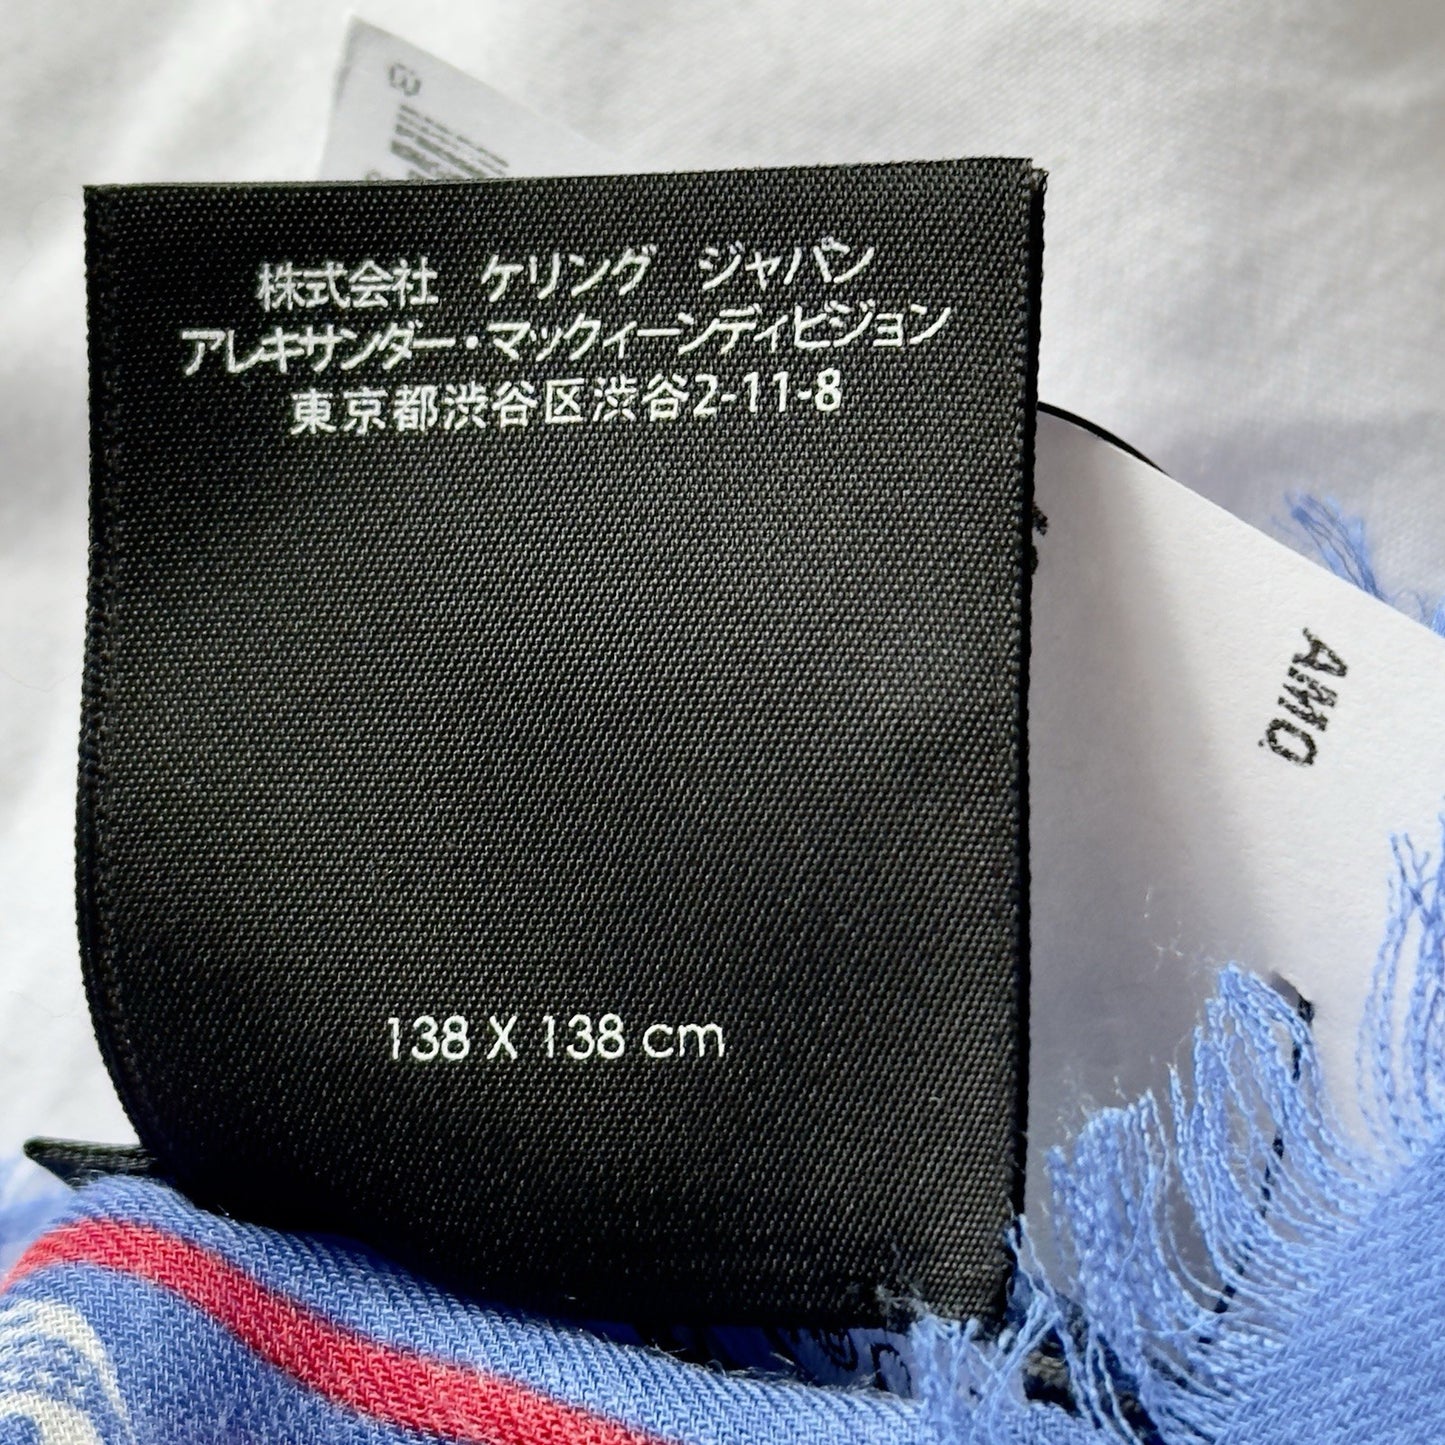 株式会社 ケリング ジャパン
アレキサンダー・マックィーンディビジョン
東京都渋谷区渋谷2-11-8
AMQ
138 X 138 cm